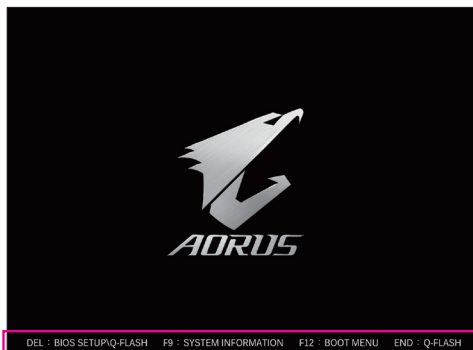 AORUS
DEL : BIOS SETUP\Q-FLASH F9 : SYSTEM INFORMATION F12 : BOOT MENU END : Q-FLASH